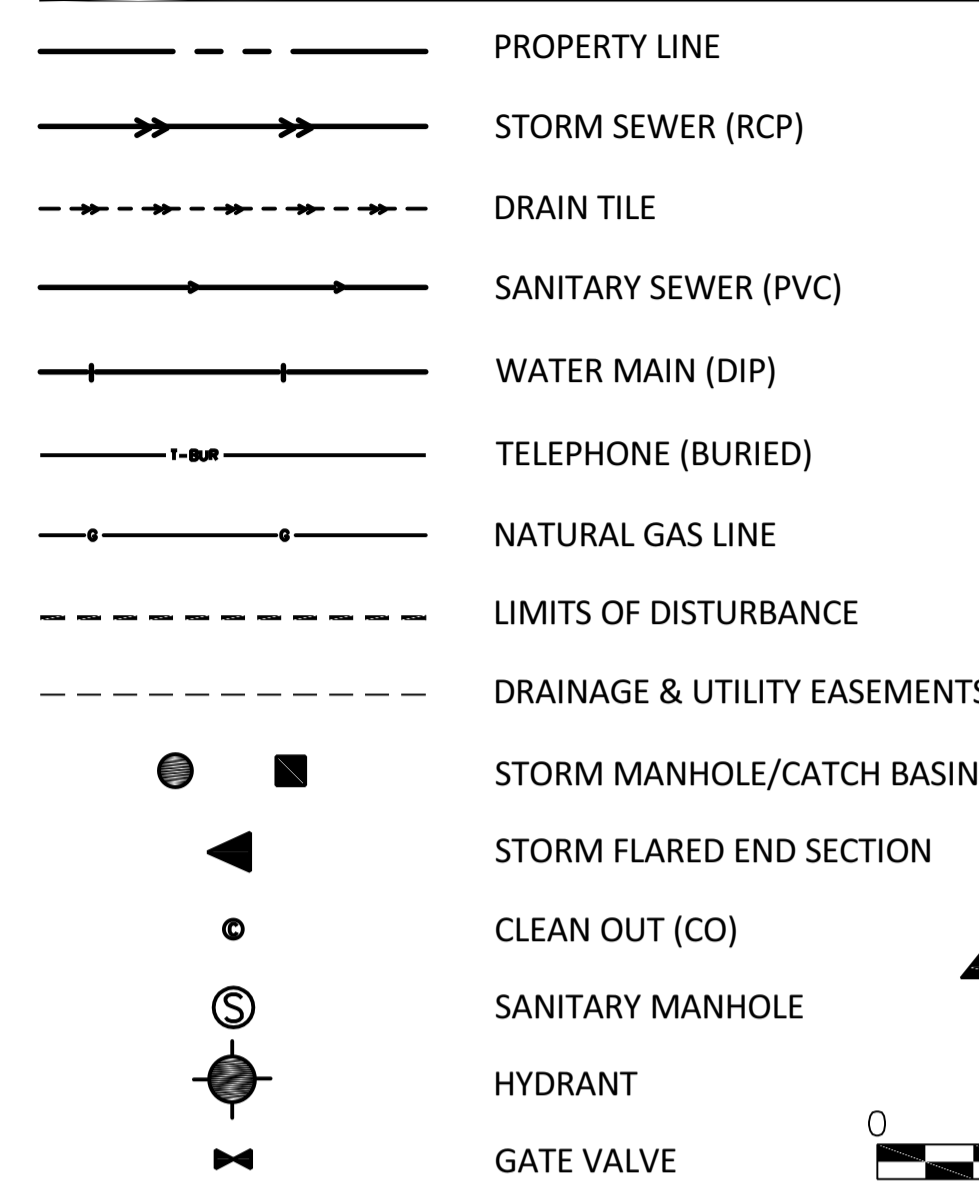 PROPERTY LINE
STORM SEWER (RCP)
DRAIN TILE
SANITARY SEWER (PVC)
WATER MAIN (DIP)
T-BUR TELEPHONE (BURIED)
G G NATURAL GAS LINE
LIMITS OF DISTURBANCE
DRAINAGE & UTILITY EASEMENTS
STORM MANHOLE/CATCH BASIN
STORM FLARED END SECTION
C CLEAN OUT (CO)
S SANITARY MANHOLE
HYDRANT
0
GATE VALVE